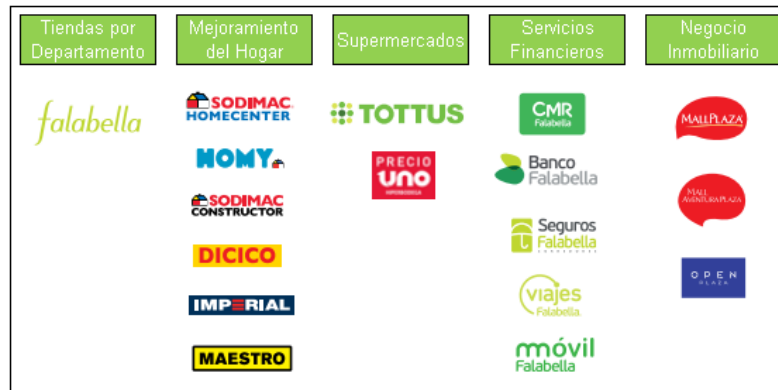 Tiendas por
Departamento
Mejoramiento
del Hogar
Supermercados
Servicios
Financieros
Negocio
Inmobiliario
falabella
SODIMAC
HOMECENTER
HOMY
SODIMAC
CONSTRUCTOR
DICICO
IMPERIAL
MAESTRO
TOTTUS
PRECIO
UNO
CMR
Falabella
Banco
Falabella
Seguros
Falabella
viajes
Falabella.
móvil
Falabella
MALLPLAZA
MALL
AVENTURA PLAZA
OPEN
PLAZA